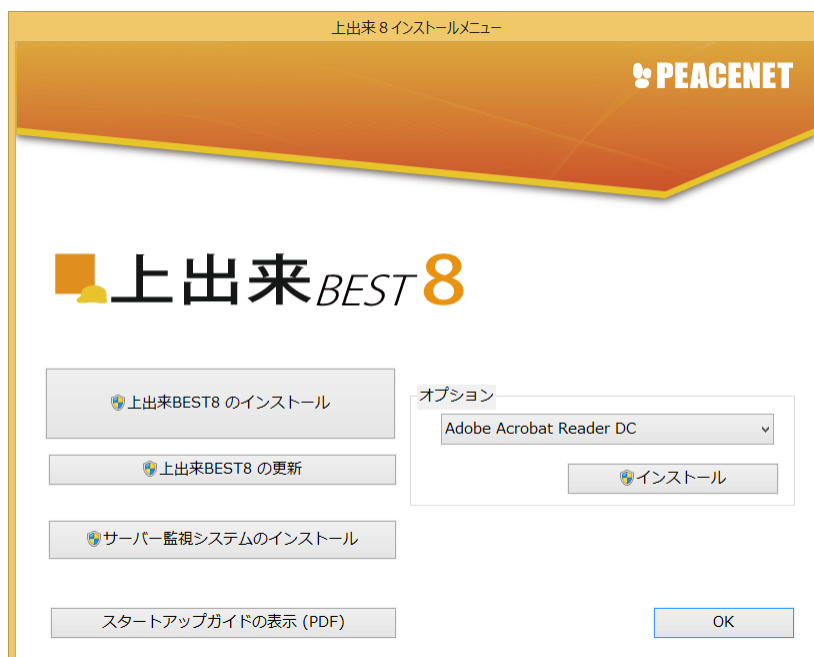 上出来 8 インストールメニュー
PEACENET
上出来BEST 8
上出来BEST8 のインストール
上出来BEST8 の更新
サーバー監視システムのインストール
スタートアップガイドの表示 (PDF)
オプション
Adobe Acrobat Reader DC
インストール
OK